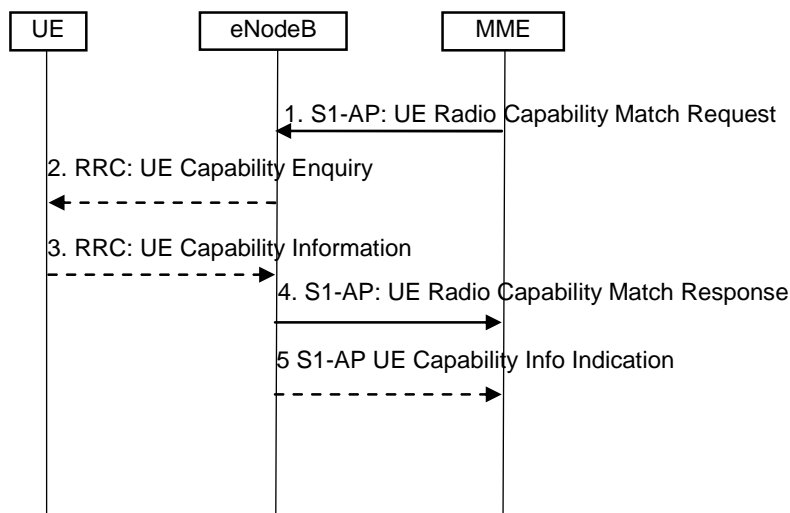 UE
eNodeB
MME
1. S1-AP: UE Radio Capability Match Request
2. RRC: UE Capability Enquiry
3. RRC: UE Capability Information
4. S1-AP: UE Radio Capability Match Response
5 S1-AP UE Capability Info Indication